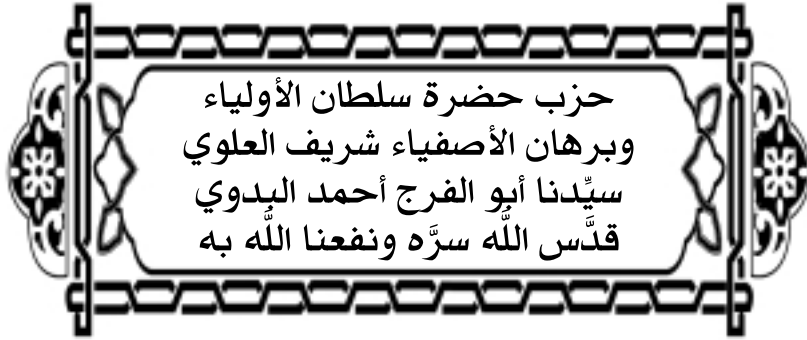 حزب حضرة سلطان الأولياء
وبرهان الأصفياء شريف العلوي
سيِّدنا أبو الفرج أحمد البدوي
قدَّس اللَّه سرَّه ونفعنا اللَّه به